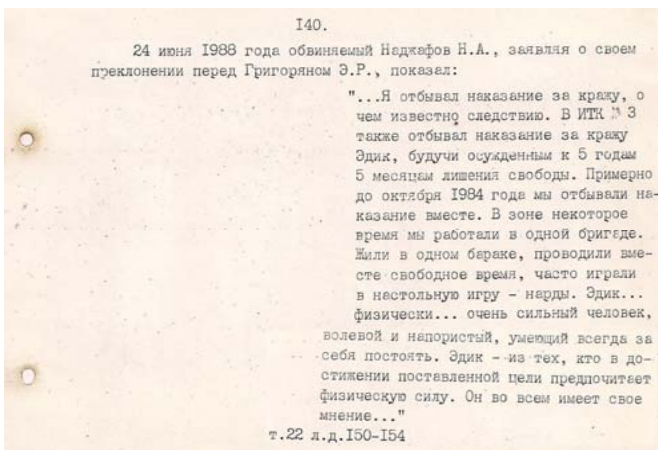 I40.
24 июня I988 года обвиняемый Наджафов Н.А., заявляя о своем
преклонении перед Григоряном Э.Р., показал:
"...Я отбывал наказание за кражу, о
чем известно следствию. В ИТК № 3
также отбывал наказание за кражу
Эдик, будучи осужденным к 5 годам
5 месяцам лишения свободы. Примерно
до октября I984 года мы отбывали на-
казание вместе. В зоне некоторое
время мы работали в одной бригаде.
Жили в одном бараке, проводили вме-
сте свободное время, часто играли
в настольную игру - нарды. Эдик...
физически... очень сильный человек,
волевой и напористый, умеющий всегда за
себя постоять. Эдик - из тех, кто в до-
стижении поставленной цели предпочитает
физическую силу. Он во всем имеет свое
мнение..."
т.22 л.д.I50-I54